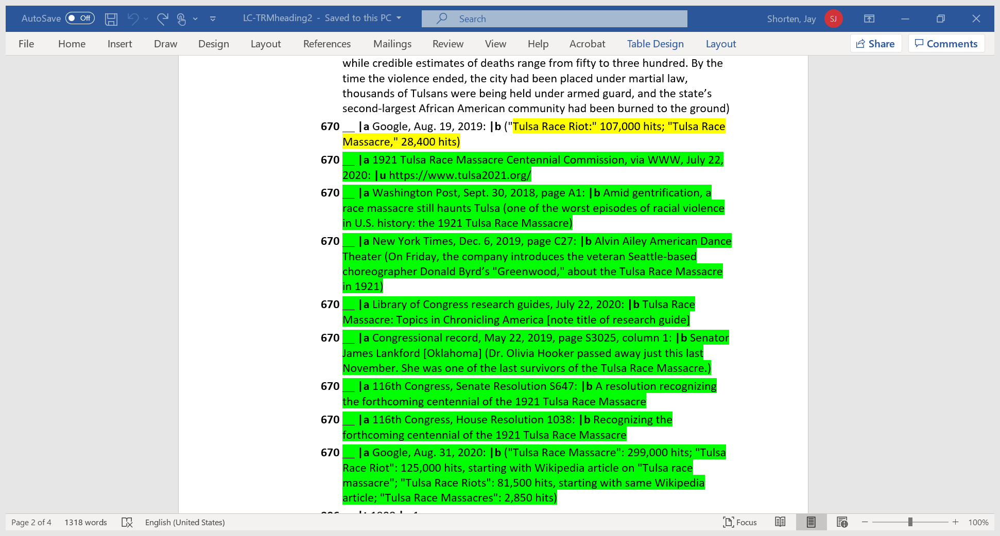 AutoSave Off LC-TRMheading2 - Saved to this PC Search Shorten, Jay SJ
File Home Insert Draw Design Layout References Mailings Review View Help Acrobat Table Design Layout Share Comments
while credible estimates of deaths range from fifty to three hundred. By the
time the violence ended, the city had been placed under martial law,
thousands of Tulsans were being held under armed guard, and the state’s
second-largest African American community had been burned to the ground)
670 __ |a Google, Aug. 19, 2019: |b ("Tulsa Race Riot:" 107,000 hits; "Tulsa Race
Massacre," 28,400 hits)
670 __ |a 1921 Tulsa Race Massacre Centennial Commission, via WWW, July 22,
2020: |u https://www.tulsa2021.org/
670 __ |a Washington Post, Sept. 30, 2018, page A1: |b Amid gentrification, a
race massacre still haunts Tulsa (one of the worst episodes of racial violence
in U.S. history: the 1921 Tulsa Race Massacre)
670 __ |a New York Times, Dec. 6, 2019, page C27: |b Alvin Ailey American Dance
Theater (On Friday, the company introduces the veteran Seattle-based
choreographer Donald Byrd’s "Greenwood," about the Tulsa Race Massacre
in 1921)
670 __ |a Library of Congress research guides, July 22, 2020: |b Tulsa Race
Massacre: Topics in Chronicling America [note title of research guide]
670 __ |a Congressional record, May 22, 2019, page S3025, column 1: |b Senator
James Lankford [Oklahoma] (Dr. Olivia Hooker passed away just this last
November. She was one of the last survivors of the Tulsa Race Massacre.)
670 __ |a 116th Congress, Senate Resolution S647: |b A resolution recognizing
the forthcoming centennial of the 1921 Tulsa Race Massacre
670 __ |a 116th Congress, House Resolution 1038: |b Recognizing the
forthcoming centennial of the 1921 Tulsa Race Massacre
670 __ |a Google, Aug. 31, 2020: |b ("Tulsa Race Massacre": 299,000 hits; "Tulsa
Race Riot": 125,000 hits, starting with Wikipedia article on "Tulsa race
massacre"; "Tulsa Race Riots": 81,500 hits, starting with same Wikipedia
article; "Tulsa Race Massacres": 2,850 hits)
Page 2 of 4 1318 words English (United States) Focus 100%